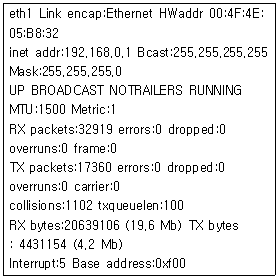 eth1 Link encap:Ethernet HWaddr 00:4F:4E:
05:B8:32
inet addr:192,168,0,1 Bcast:255,255,255,255
Mask:255,255,255,0
UP BROADCAST NOTRAILERS RUNNING
MTU:1500 Metric:1
RX packets:32919 errors:0 dropped:0
overruns:0 frame:0
TX packets:17360 errors:0 dropped:0
overruns:0 carrier:0
collisions:1102 txqueuelen:100
RX bytes:20639106 (19,6 Mb) TX bytes
: 4431154 (4,2 Mb)
Interrupt:5 Base address:0xf00